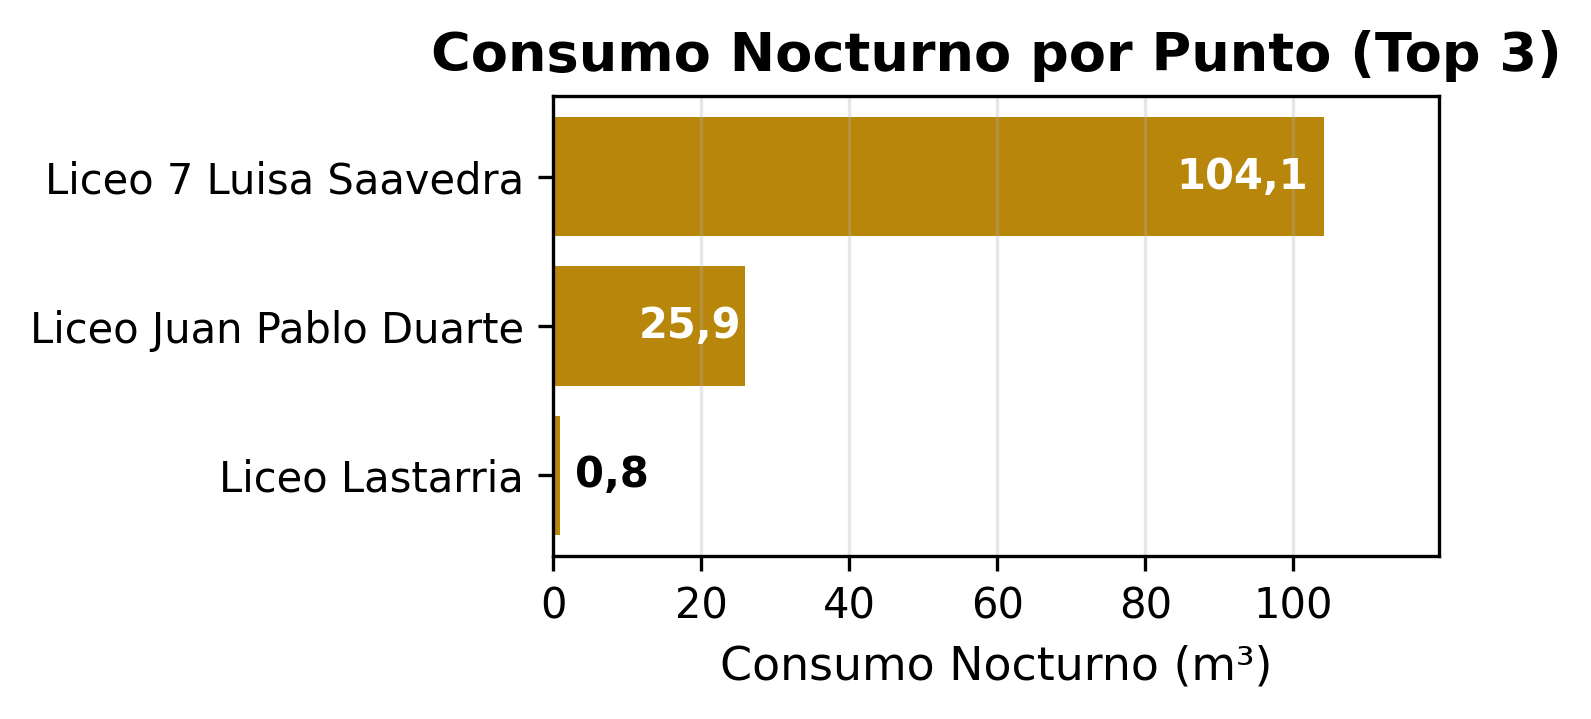 Consumo Nocturno por Punto (Top 3)
Liceo 7 Luisa Saavedra
104,1
Liceo Juan Pablo Duarte
25,9
Liceo Lastarria
0,8
0 20 40 60 80 100
Consumo Nocturno (m³)